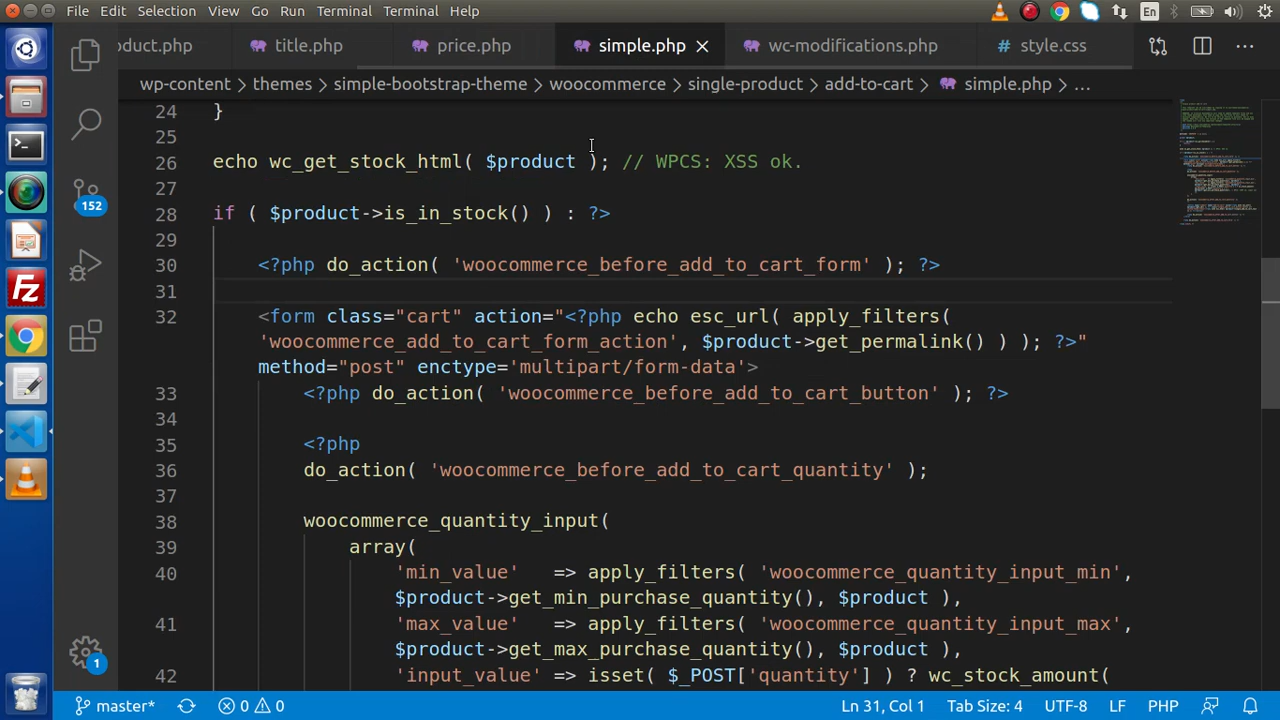 File Edit Selection View Go Run Terminal Terminal Help
En
oduct.php title.php price.php simple.php wc-modifications.php style.css
wp-content themes simple-bootstrap-theme woocommerce single-product add-to-cart simple.php ...
24 }
25
26 echo wc_get_stock_html( $product ); // WPCS: XSS ok.
27
28 if ( $product->is_in_stock() ) : ?>
29
30 <?php do_action( 'woocommerce_before_add_to_cart_form' ); ?>
31
32 <form class="cart" action="<?php echo esc_url( apply_filters(
'woocommerce_add_to_cart_form_action', $product->get_permalink() ) ); ?>"
method="post" enctype='multipart/form-data'>
33 <?php do_action( 'woocommerce_before_add_to_cart_button' ); ?>
34
35 <?php
36 do_action( 'woocommerce_before_add_to_cart_quantity' );
37
38 woocommerce_quantity_input(
39 array(
40 'min_value' => apply_filters( 'woocommerce_quantity_input_min',
$product->get_min_purchase_quantity(), $product ),
41 'max_value' => apply_filters( 'woocommerce_quantity_input_max',
$product->get_max_purchase_quantity(), $product ),
42 'input_value' => isset( $_POST['quantity'] ) ? wc_stock_amount(
152
Fz
1
master* 0 0 Ln 31, Col 1 Tab Size: 4 UTF-8 LF PHP